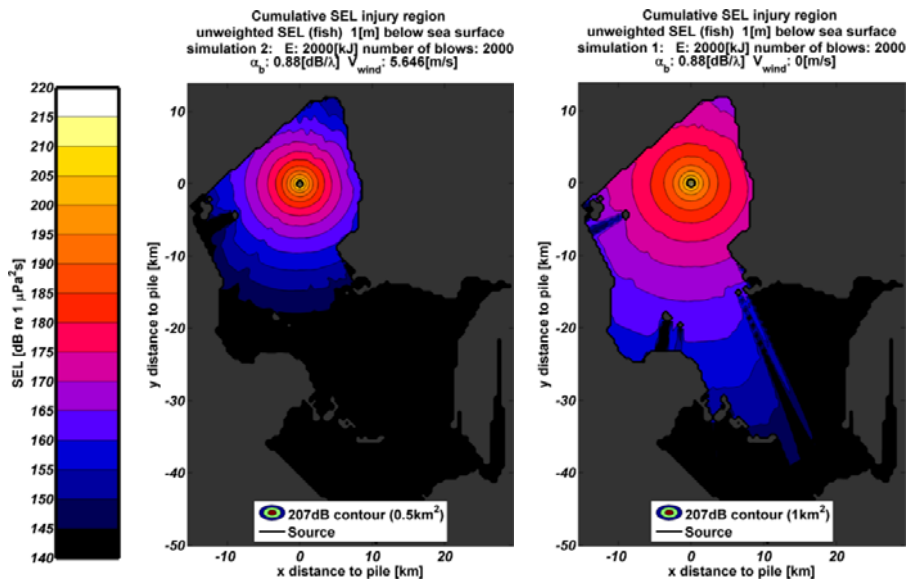 Cumulative SEL injury region
unweighted SEL (fish) 1[m] below sea surface
simulation 2: E: 2000[kJ] number of blows: 2000
α_b: 0.88[dB/λ] V_wind: 5.646[m/s]
Cumulative SEL injury region
unweighted SEL (fish) 1[m] below sea surface
simulation 1: E: 2000[kJ] number of blows: 2000
α_b: 0.88[dB/λ] V_wind: 0[m/s]
SEL [dB re 1 μPa²s]
220
215
210
205
200
195
190
185
180
175
170
165
160
155
150
145
140
y distance to pile [km]
10
0
-10
-20
-30
-40
-50
207dB contour (0.5km²)
Source
-10 0 10 20
x distance to pile [km]
y distance to pile [km]
10
0
-10
-20
-30
-40
-50
207dB contour (1km²)
Source
-10 0 10 20
x distance to pile [km]